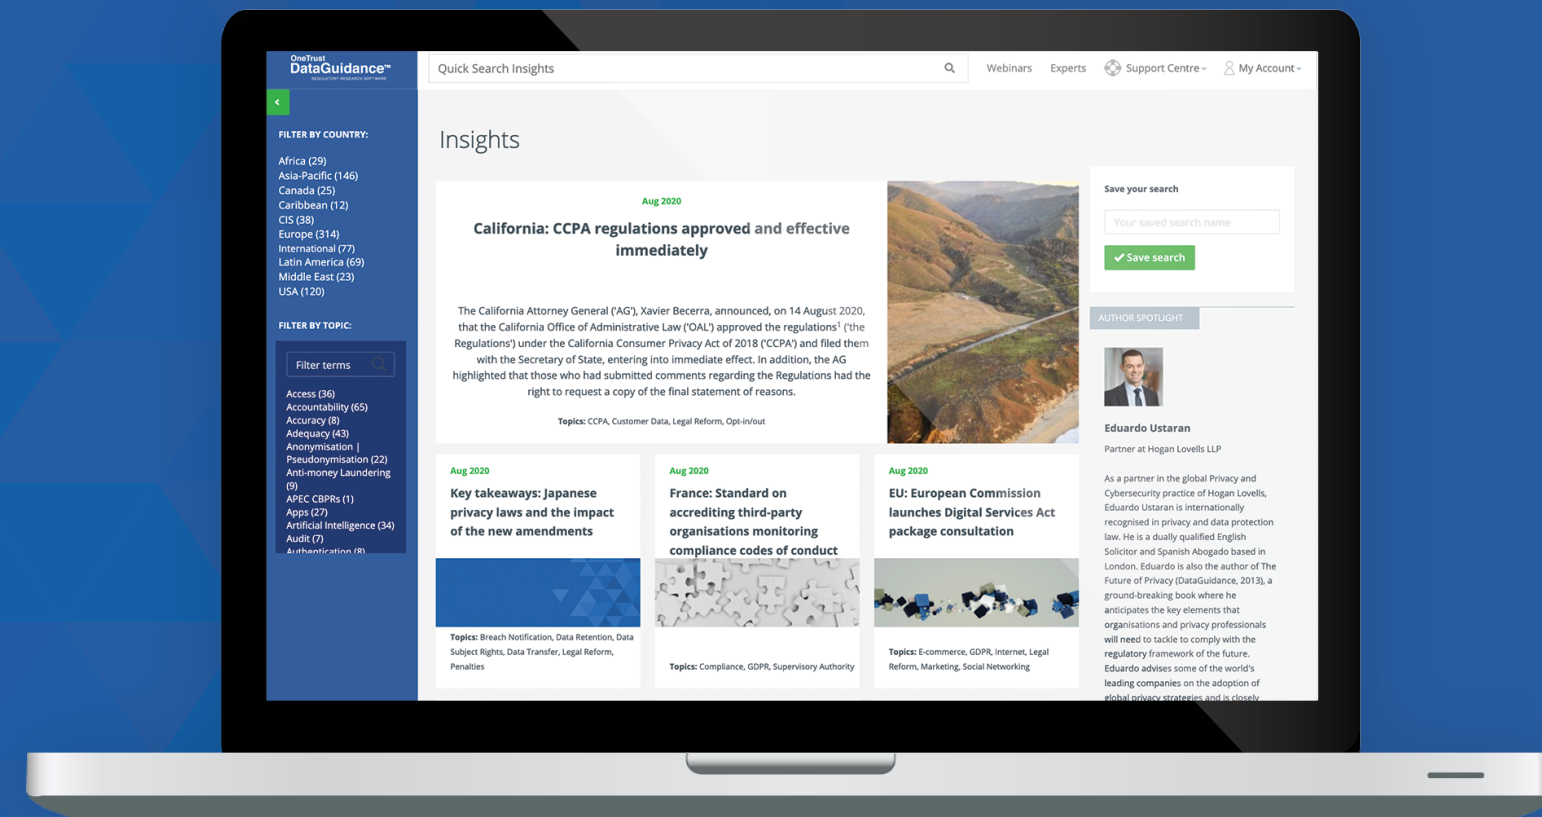 OneTrust
DataGuidance™
REGULATORY RESEARCH SOFTWARE
Quick Search Insights
Webinars
Experts
Support Centre
My Account
FILTER BY COUNTRY:
Africa (29)
Asia-Pacific (146)
Canada (25)
Caribbean (12)
CIS (38)
Europe (314)
International (77)
Latin America (69)
Middle East (23)
USA (120)
FILTER BY TOPIC:
Filter terms
Access (36)
Accountability (65)
Accuracy (8)
Adequacy (43)
Anonymisation |
Pseudonymisation (22)
Anti-money Laundering
(9)
APEC CBPRs (1)
Apps (27)
Artificial Intelligence (34)
Audit (7)
Authentication (8)
Insights
Aug 2020
California: CCPA regulations approved and effective
immediately
The California Attorney General ('AG'), Xavier Becerra, announced, on 14 August 2020,
that the California Office of Administrative Law ('OAL') approved the regulations¹ ('the
Regulations') under the California Consumer Privacy Act of 2018 ('CCPA') and filed them
with the Secretary of State, entering into immediate effect. In addition, the AG
highlighted that those who had submitted comments regarding the Regulations had the
right to request a copy of the final statement of reasons.
Topics: CCPA, Customer Data, Legal Reform, Opt-in/out
Aug 2020
Key takeaways: Japanese
privacy laws and the impact
of the new amendments
Topics: Breach Notification, Data Retention, Data
Subject Rights, Data Transfer, Legal Reform,
Penalties
Aug 2020
France: Standard on
accrediting third-party
organisations monitoring
compliance codes of conduct
Topics: Compliance, GDPR, Supervisory Authority
Aug 2020
EU: European Commission
launches Digital Services Act
package consultation
Topics: E-commerce, GDPR, Internet, Legal
Reform, Marketing, Social Networking
Save your search
Your saved search name
Save search
AUTHOR SPOTLIGHT
Eduardo Ustaran
Partner at Hogan Lovells LLP
As a partner in the global Privacy and
Cybersecurity practice of Hogan Lovells,
Eduardo Ustaran is internationally
recognised in privacy and data protection
law. He is a dually qualified English
Solicitor and Spanish Abogado based in
London. Eduardo is also the author of The
Future of Privacy (DataGuidance, 2013), a
ground-breaking book where he
anticipates the key elements that
organisations and privacy professionals
will need to tackle to comply with the
regulatory framework of the future.
Eduardo advises some of the world's
leading companies on the adoption of
global privacy strategies and is closely